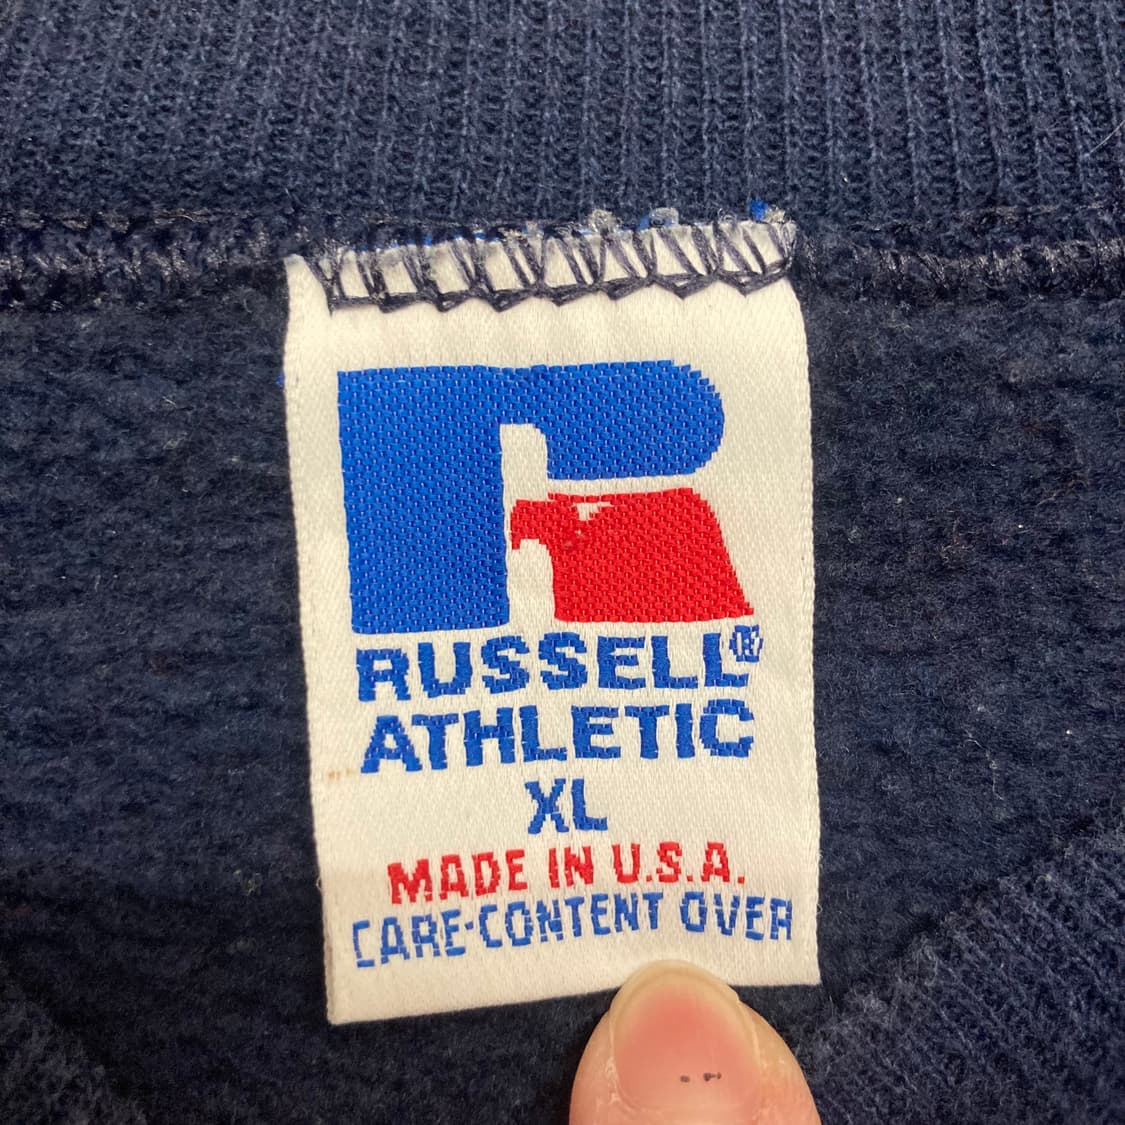 RUSSELL®
ATHLETIC
XL
MADE IN U.S.A.
CARE-CONTENT OVER